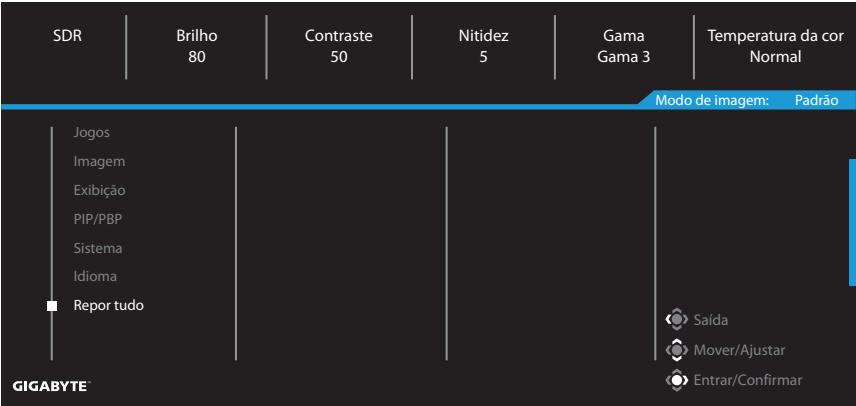 SDR
Brilho
80
Contraste
50
Nitidez
5
Gama
Gama 3
Temperatura da cor
Normal
Modo de imagem: Padrão
Jogos
Imagem
Exibição
PIP/PBP
Sistema
Idioma
Repor tudo
Saída
Mover/Ajustar
Entrar/Confirmar
GIGABYTE™